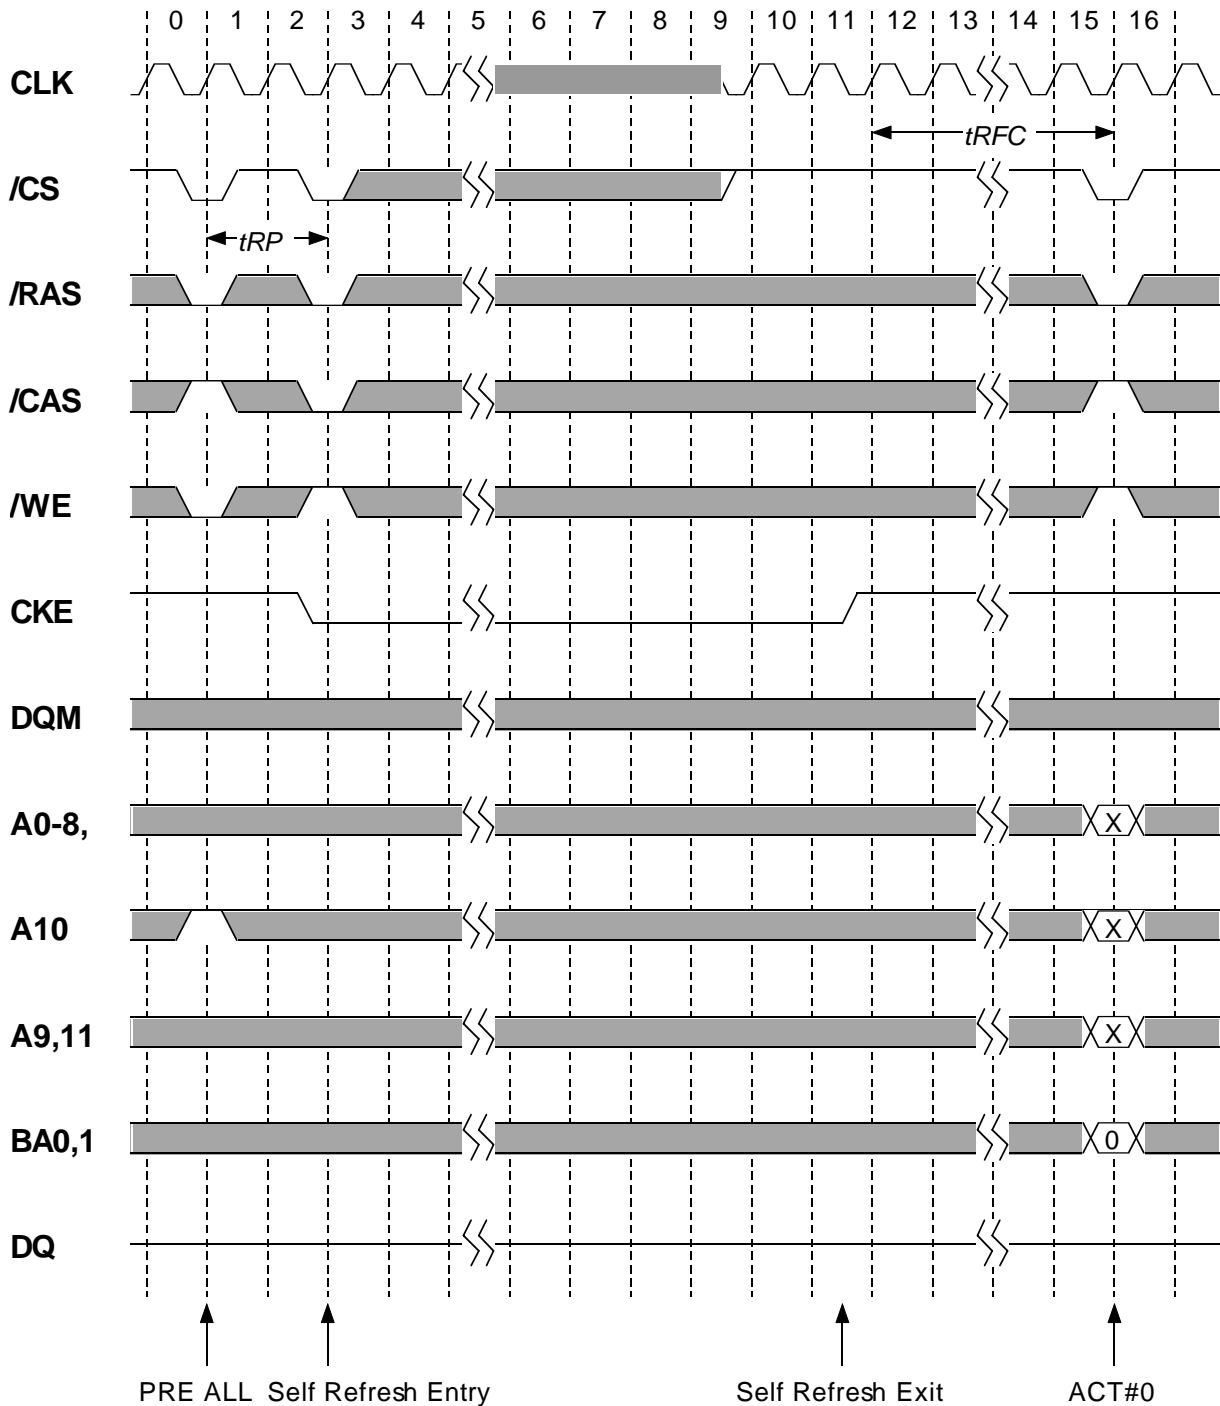 0 1 2 3 4 5 6 7 8 9 10 11 12 13 14 15 16
CLK
tRFC
/CS
tRP
/RAS
/CAS
/WE
CKE
DQM
A0-8,
X
A10
X
A9,11
X
BA0,1
0
DQ
PRE ALL Self Refresh Entry Self Refresh Exit ACT#0